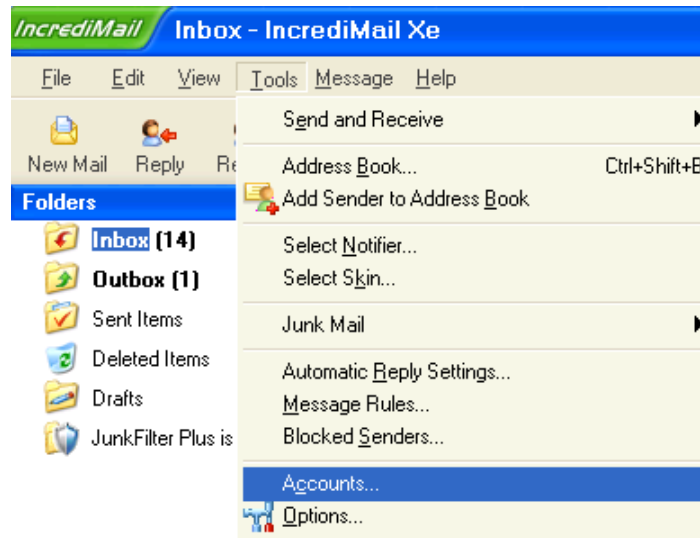 IncrediMail Inbox - IncrediMail Xe
File Edit View Tools Message Help
New Mail Reply
Folders
Inbox (14)
Outbox (1)
Sent Items
Deleted Items
Drafts
JunkFilter Plus is
Send and Receive
Address Book... Ctrl+Shift+B
Add Sender to Address Book
Select Notifier...
Select Skin...
Junk Mail
Automatic Reply Settings...
Message Rules...
Blocked Senders...
Accounts...
Options...